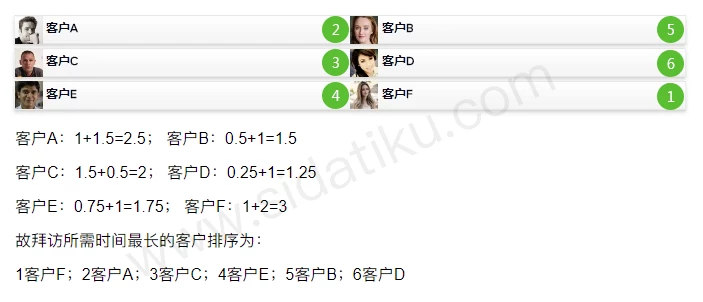 客户A 2 客户B 5
客户C 3 客户D 6
客户E 4 客户F 1
客户A：1+1.5=2.5； 客户B：0.5+1=1.5
客户C：1.5+0.5=2； 客户D：0.25+1=1.25
客户E：0.75+1=1.75； 客户F：1+2=3
故拜访所需时间最长的客户排序为：
1客户F；2客户A；3客户C；4客户E；5客户B；6客户D
www.sidatiku.com